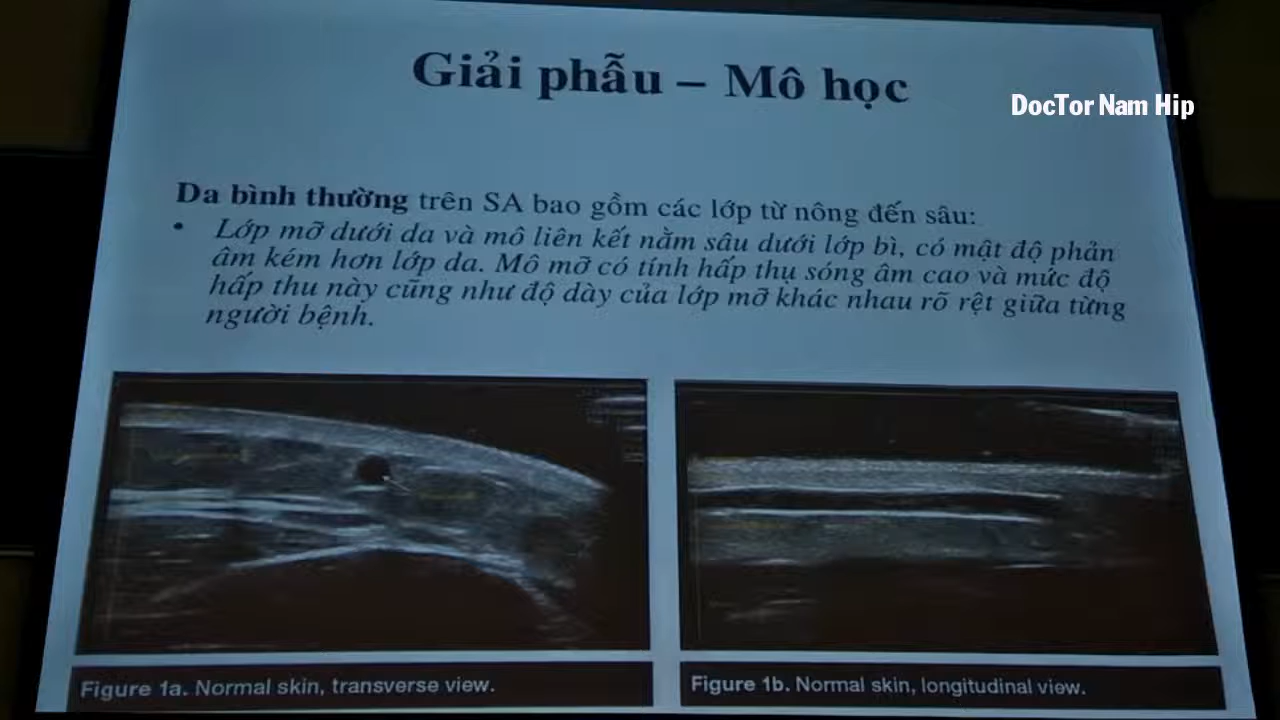 Giải phẫu – Mô học
DocTor Nam Hip
Da bình thường trên SA bao gồm các lớp từ nông đến sâu:
• Lớp mỡ dưới da và mô liên kết nằm sâu dưới lớp bì, có mật độ phản
âm kém hơn lớp da. Mô mỡ có tính hấp thụ sóng âm cao và mức độ
hấp thu này cũng như độ dày của lớp mỡ khác nhau rõ rệt giữa từng
người bệnh.
Figure 1a. Normal skin, transverse view.
Figure 1b. Normal skin, longitudinal view.